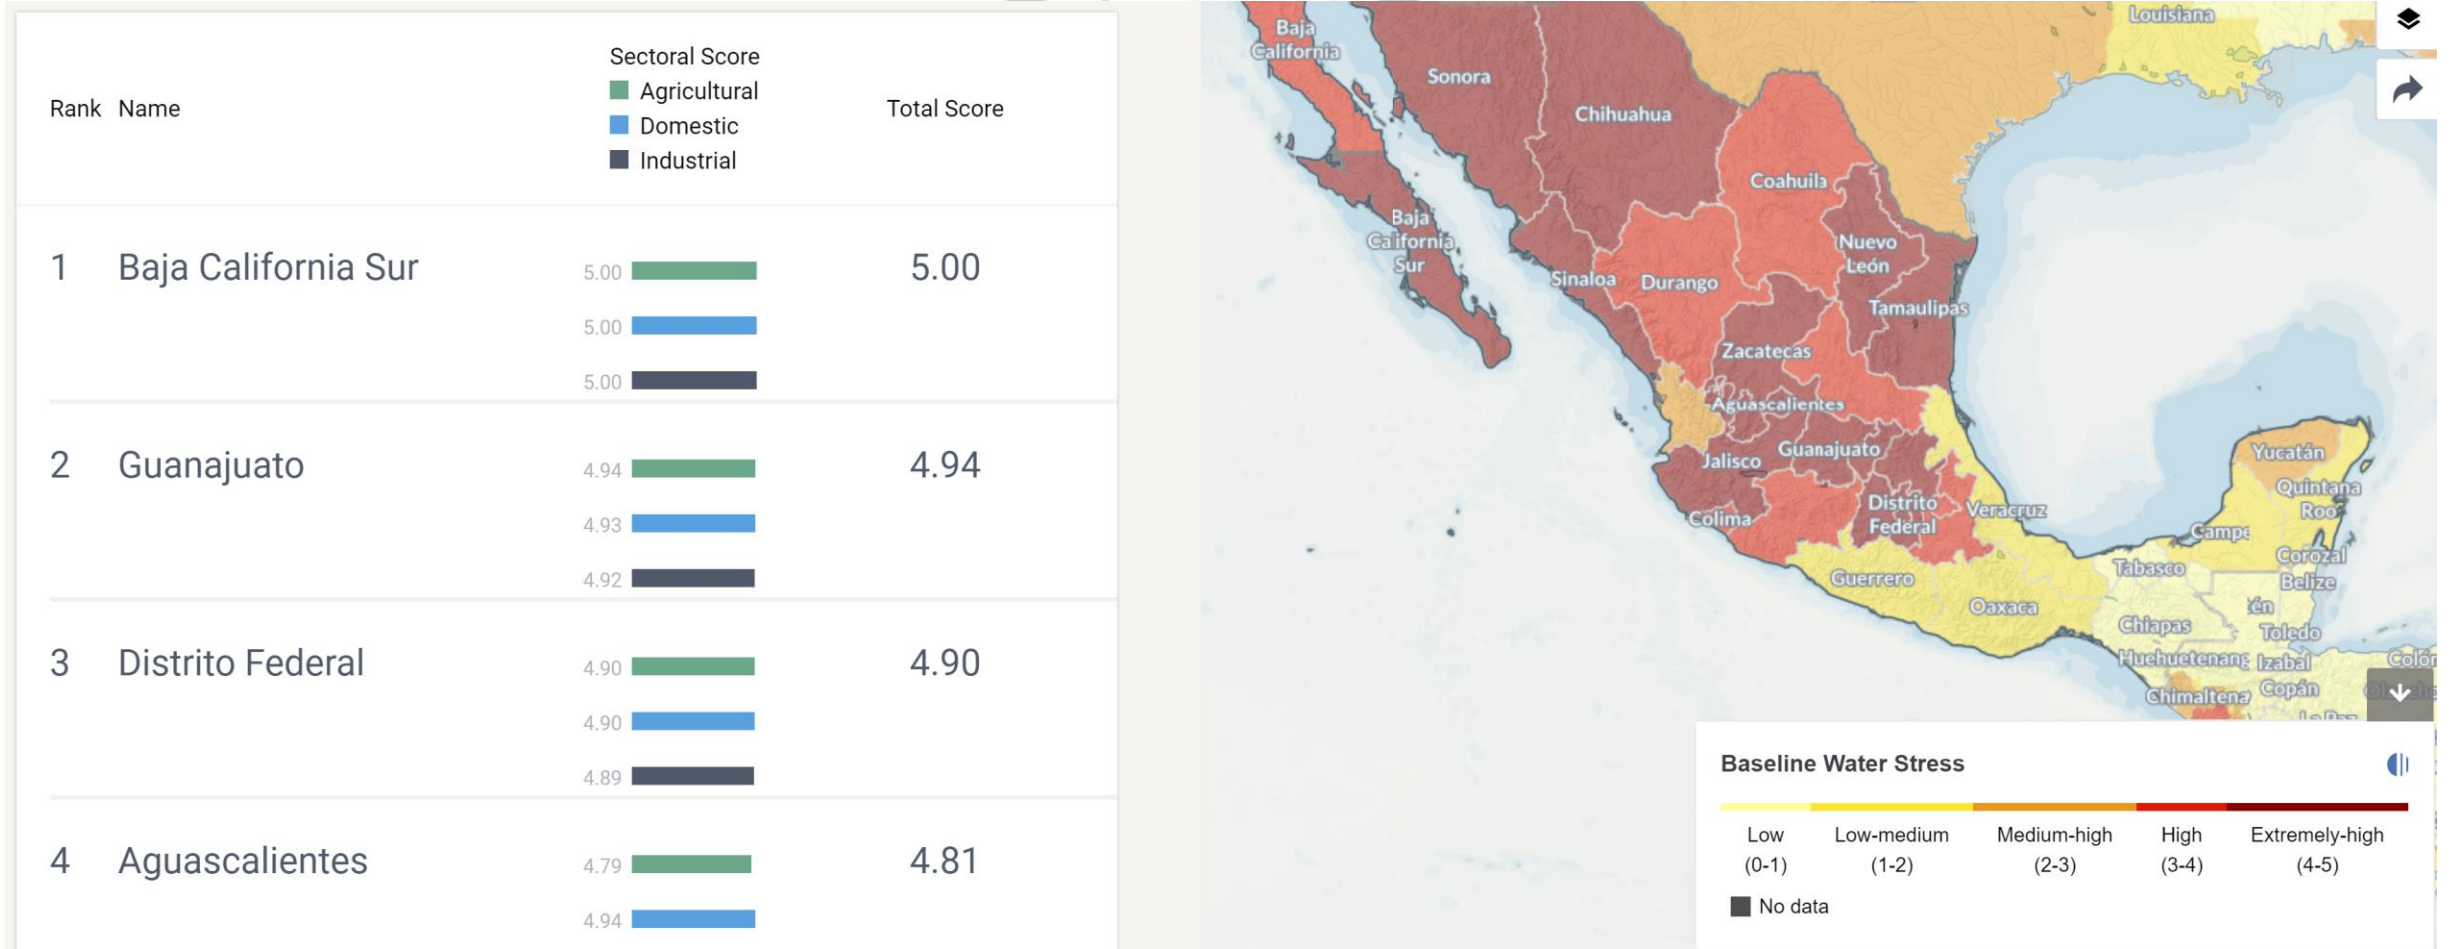 Rank Name
Sectoral Score
Agricultural
Domestic
Industrial
Total Score
1 Baja California Sur
5.00
5.00
5.00
5.00
2 Guanajuato
4.94
4.93
4.92
4.94
3 Distrito Federal
4.90
4.90
4.89
4.90
4 Aguascalientes
4.79
4.94
4.81
Louisiana
Baja
California
Sonora
Chihuahua
Coahuila
Baja
California
Sur
Nuevo
León
Sinaloa
Durango
Tamaulipas
Zacatecas
Aguascalientes
Guanajuato
Jalisco
Yucatán
Quintana
Roo
Distrito
Federal
Veracruz
Colima
Campe
Corozal
Tabasco
Belize
Guerrero
Oaxaca
én
Chiapas
Toledo
Huehuetenang
Izabal
Colón
Chimaltena
Copán
La Paz
Baseline Water Stress
Low
(0-1)
Low-medium
(1-2)
Medium-high
(2-3)
High
(3-4)
Extremely-high
(4-5)
No data